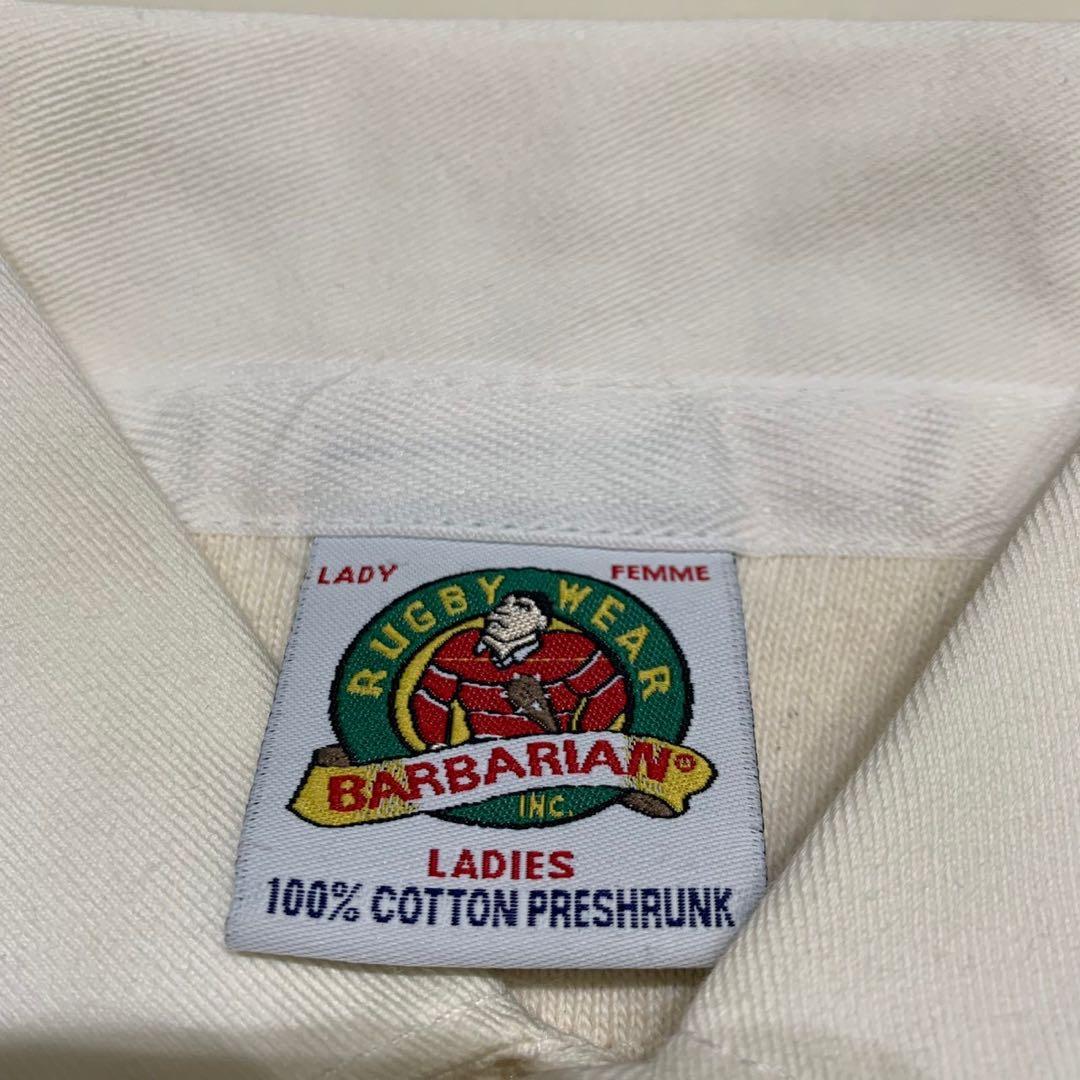 LADY FEMME
RUGBY WEAR
BARBARIAN®
INC.
LADIES
100% COTTON PRESHRUNK